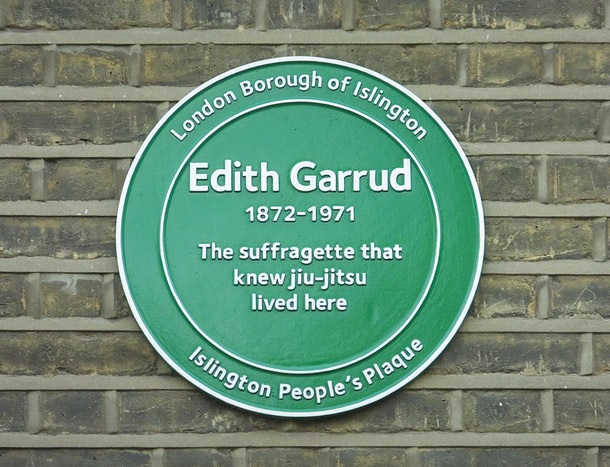 London Borough of Islington
Edith Garrud
1872-1971
The suffragette that
knew jiu-jitsu
lived here
Islington People's Plaque